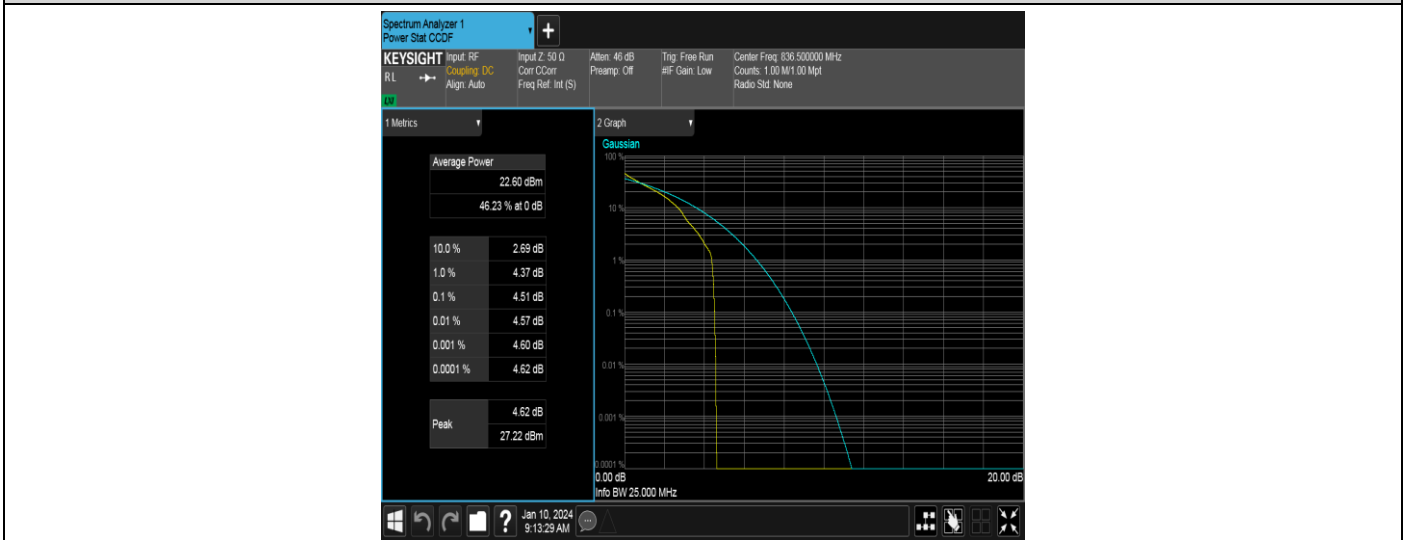 Spectrum Analyzer 1
Power Stat CCDF
+
KEYSIGHT
RL
LXI
Input: RF
Coupling: DC
Align: Auto
Input Z: 50 Ω
Corr CCorr
Freq Ref: Int (S)
Atten: 46 dB
Preamp: Off
Trig: Free Run
#IF Gain: Low
Center Freq: 836.500000 MHz
Counts: 1.00 M/1.00 Mpt
Radio Std: None
1 Metrics
Average Power
22.60 dBm
46.23 % at 0 dB
10.0 % 2.69 dB
1.0 % 4.37 dB
0.1 % 4.51 dB
0.01 % 4.57 dB
0.001 % 4.60 dB
0.0001 % 4.62 dB
Peak 4.62 dB
27.22 dBm
2 Graph
Gaussian
100 %
10 %
1 %
0.1 %
0.01 %
0.001 %
0.0001 %
0.00 dB 20.00 dB
Info BW 25.000 MHz
?
Jan 10, 2024
9:13:29 AM